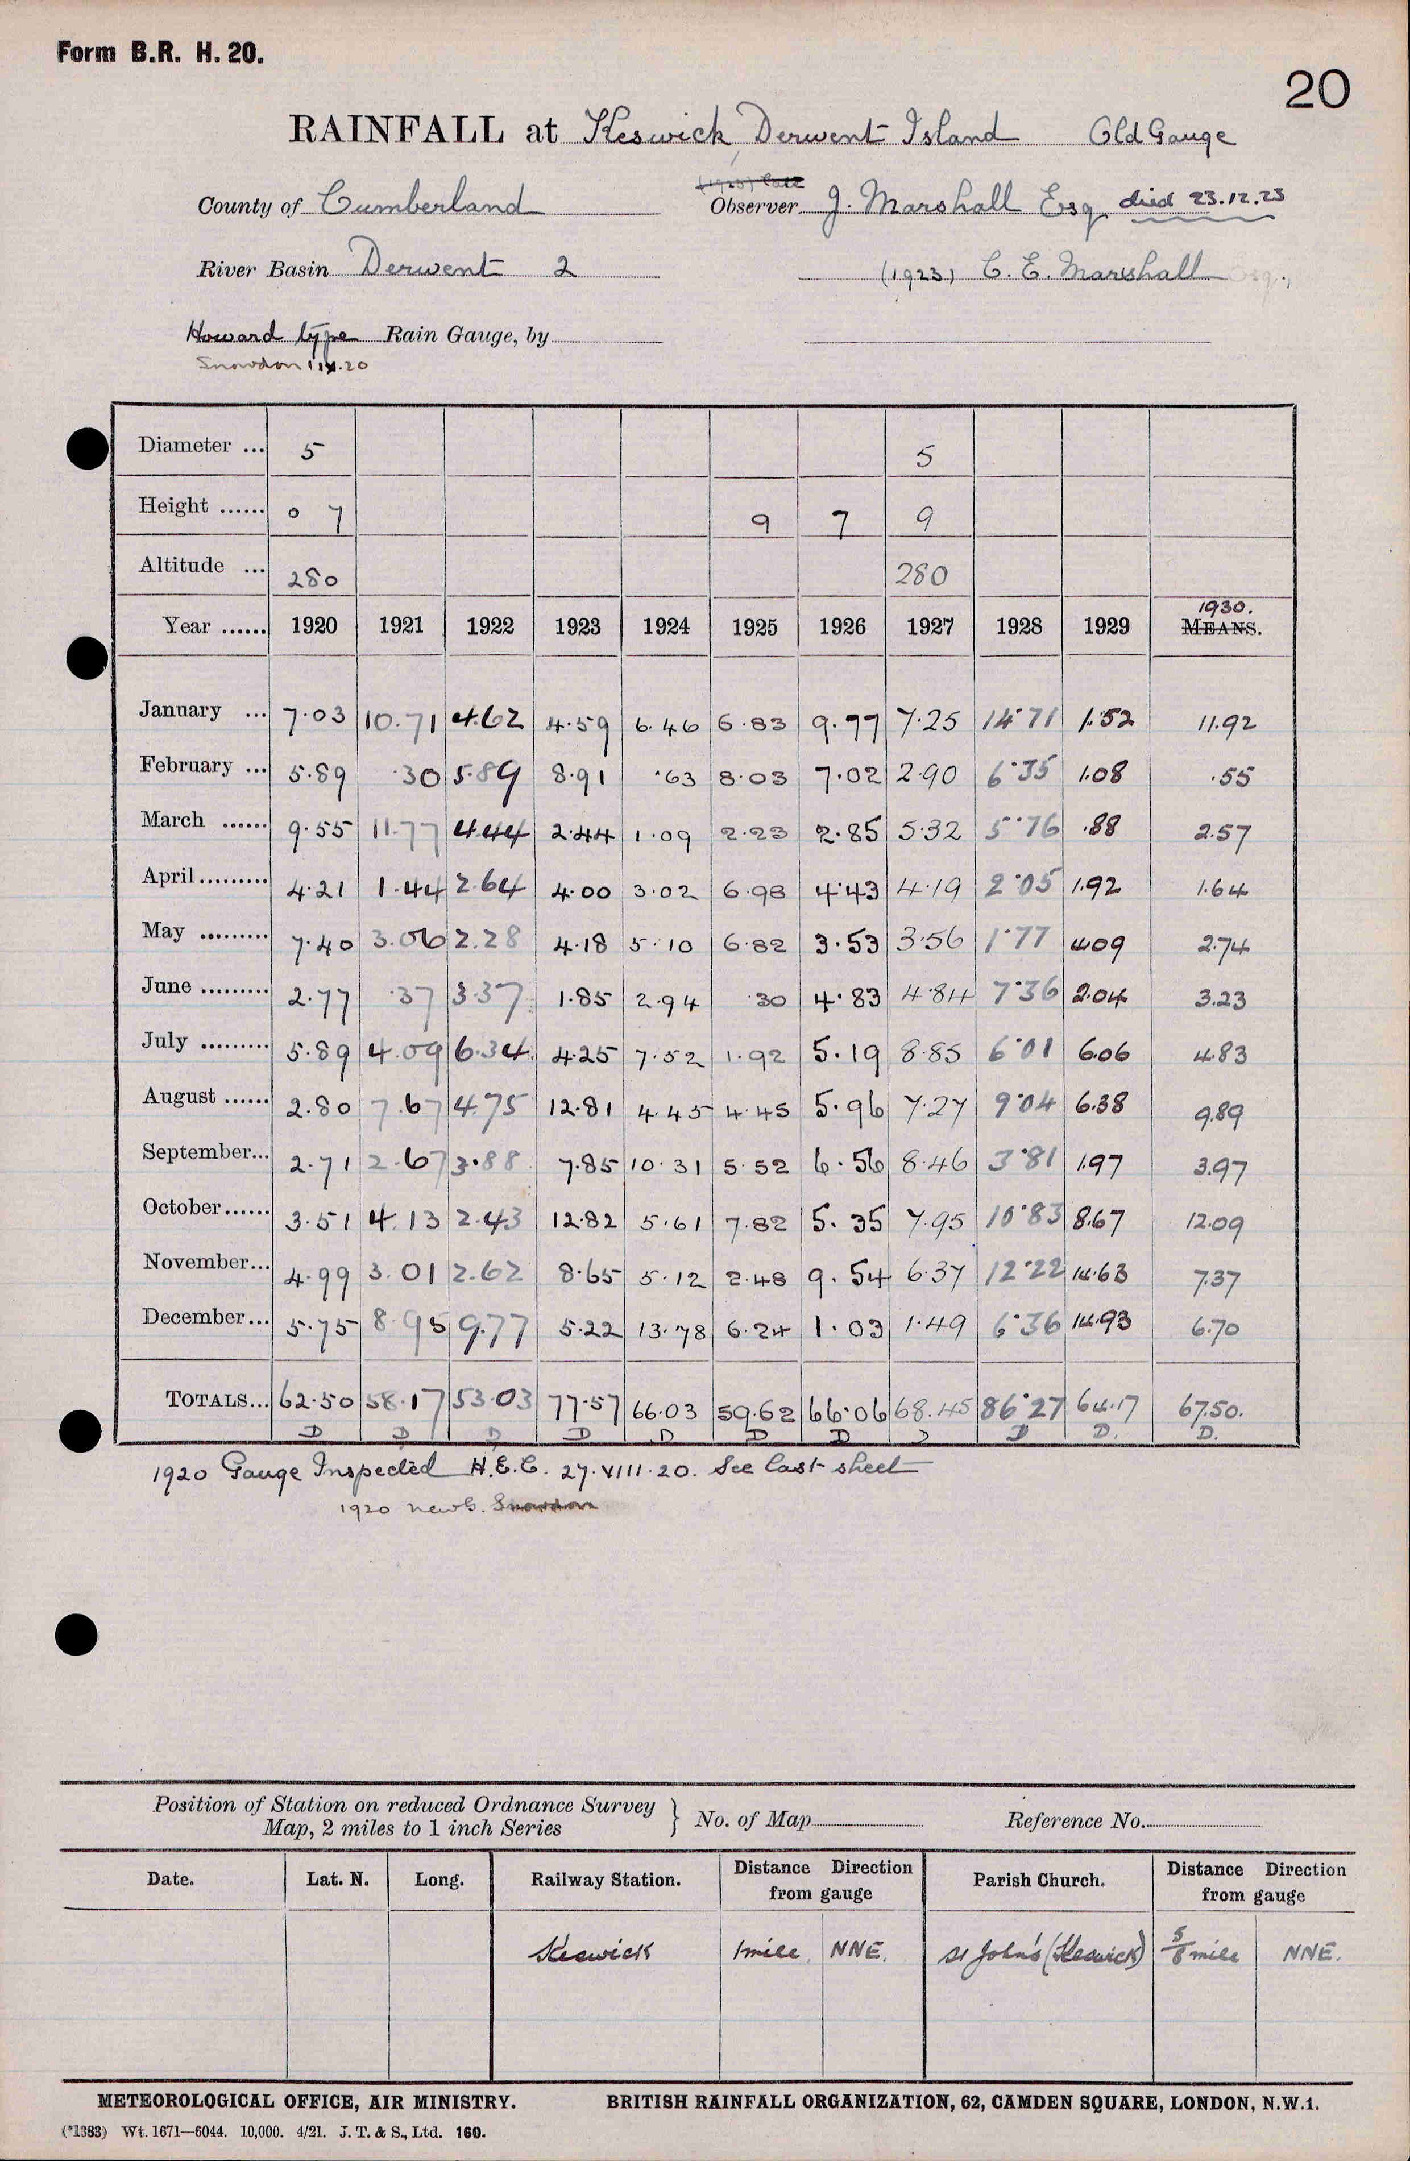 Form B.R. H. 20.
20
RAINFALL at Keswick, Derwent Island Old Gauge
County of Cumberland Observer J. Marshall Esq died 23.12.23
River Basin Derwent 2 (1923) C. E. Marshall Esq.,
Howard type Rain Gauge, by
Snowdon
Diameter ... 5 5
Height ...... 0 7 9 7 9
Altitude ... 280 280
1930.
Year ...... 1920 1921 1922 1923 1924 1925 1926 1927 1928 1929 MEANS.
January ... 7.03 10.71 4.62 4.59 6.46 6.83 9.77 7.25 14.71 1.52 11.92
February ... 5.89 .30 5.89 8.91 .63 8.03 7.02 2.90 6.35 1.08 .55
March ...... 9.55 11.77 4.44 2.44 1.09 2.23 2.85 5.32 5.76 .88 2.57
April ......... 4.21 1.44 2.64 4.00 3.02 6.98 4.43 4.19 2.05 1.92 1.64
May ......... 7.40 3.06 2.28 4.18 5.10 6.82 3.53 3.56 1.77 4.09 2.74
June ......... 2.77 .37 3.37 1.85 2.94 .30 4.83 4.84 7.36 2.04 3.23
July ......... 5.89 4.09 6.34 4.25 7.52 1.92 5.19 8.85 6.01 6.06 4.83
August ...... 2.80 7.67 4.75 12.81 4.45 4.45 5.96 7.27 9.04 6.38 9.89
September... 2.71 2.67 3.88 7.85 10.31 5.52 6.56 8.46 3.81 1.97 3.97
October...... 3.51 4.13 2.43 12.82 5.61 7.82 5.35 7.95 10.83 8.67 12.09
November... 4.99 3.01 2.62 8.65 5.12 2.48 9.54 6.37 12.22 14.63 7.37
December... 5.75 8.95 9.77 5.22 13.78 6.24 1.03 1.49 6.36 14.93 6.70
TOTALS... 62.50 58.17 53.03 77.57 66.03 59.62 66.06 68.45 86.27 64.17 67.50.
D D D D D D D D D D. D.
1920 Gauge Inspected H.E.C. 27.VIII.20. See last sheet
1920 new G. Snowdon
Position of Station on reduced Ordnance Survey
Map, 2 miles to 1 inch Series } No. of Map Reference No.
Date. Lat. N. Long. Railway Station. Distance Direction from gauge Parish Church. Distance Direction from gauge
Keswick 1 mile NNE. St John's (Keswick) 5/8 mile NNE.
METEOROLOGICAL OFFICE, AIR MINISTRY. BRITISH RAINFALL ORGANIZATION, 62, CAMDEN SQUARE, LONDON, N.W.1.
(*1383) Wt. 1671—6044. 10,000. 4/21. J. T. & S., Ltd. 160.